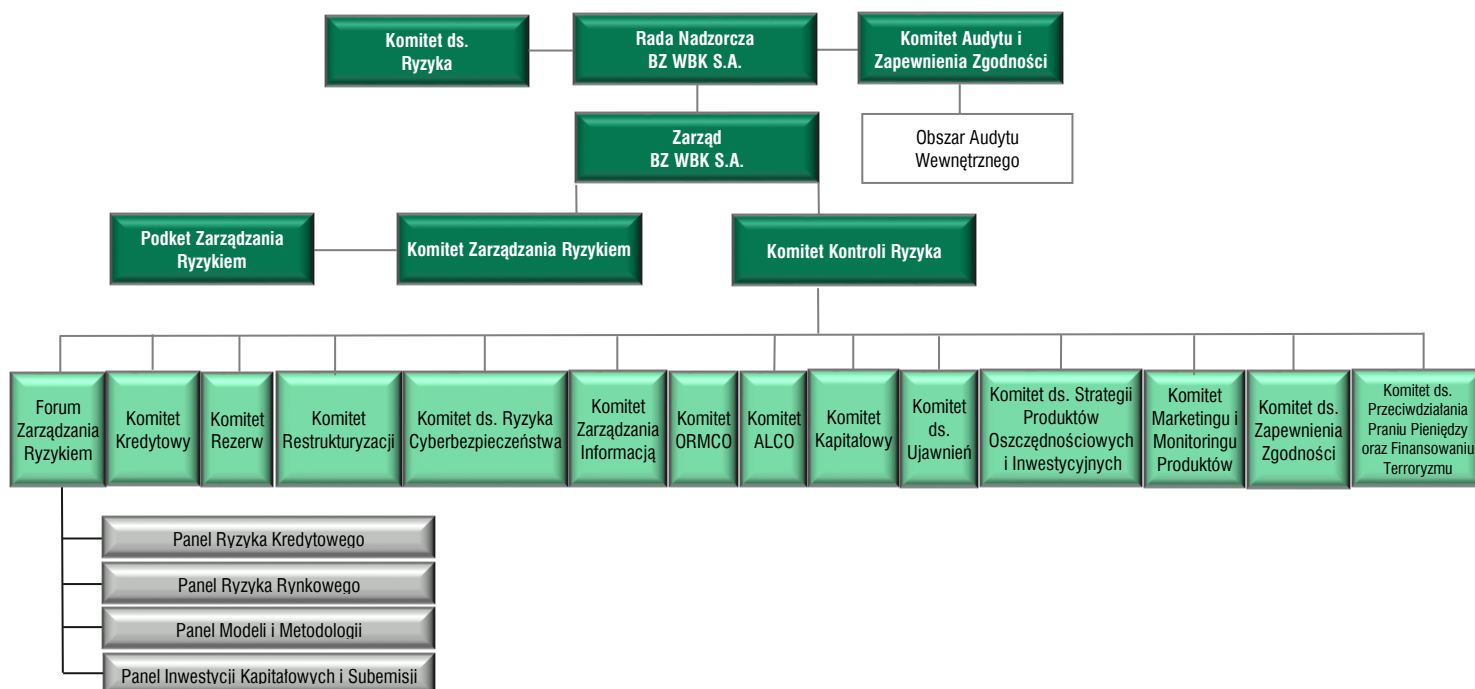 Komitet ds.
Ryzyka
Rada Nadzorcza
BZ WBK S.A.
Komitet Audytu i
Zapewnienia Zgodności
Obszar Audytu
Wewnętrznego
Zarząd
BZ WBK S.A.
Podket Zarządzania
Ryzykiem
Komitet Zarządzania Ryzykiem
Komitet Kontroli Ryzyka
Forum
Zarządzania
Ryzykiem
Komitet
Kredytowy
Komitet
Rezerw
Komitet
Restrukturyzacji
Komitet ds. Ryzyka
Cyberbezpieczeństwa
Komitet
Zarządzania
Informacją
Komitet
ORMCO
Komitet
ALCO
Komitet
Kapitałowy
Komitet
ds.
Ujawnień
Komitet ds. Strategii
Produktów
Oszczędnościowych
i Inwestycyjnych
Komitet
Marketingu i
Monitoringu
Produktów
Komitet ds.
Zapewnienia
Zgodności
Komitet ds.
Przeciwdziałania
Praniu Pieniędzy
oraz Finansowaniu
Terroryzmu
Panel Ryzyka Kredytowego
Panel Ryzyka Rynkowego
Panel Modeli i Metodologii
Panel Inwestycji Kapitałowych i Subemisji